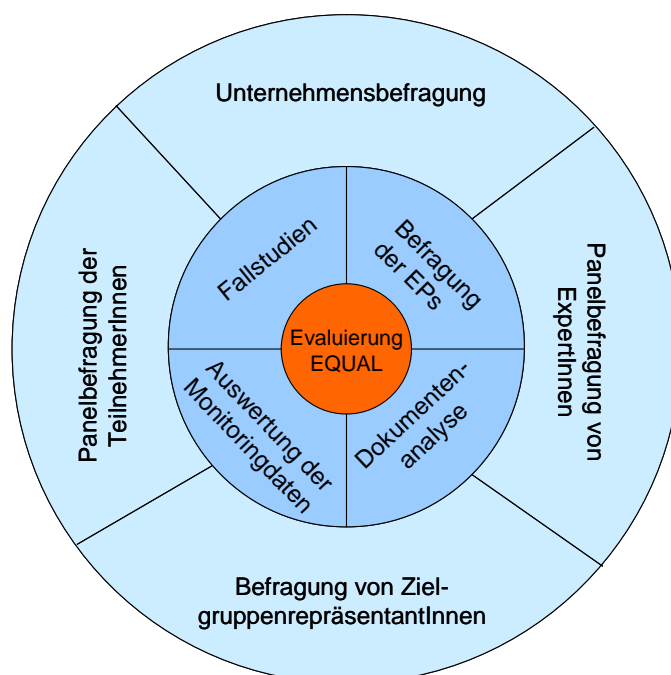 Unternehmensbefragung
Fallstudien
Befragung
der EPs
Panelbefragung der
TeilnehmerInnen
Evaluierung
EQUAL
Panelbefragung von
ExpertInnen
Auswertung der
Monitoringdaten
Dokumenten-
analyse
Befragung von Ziel-
gruppenrepräsentantInnen